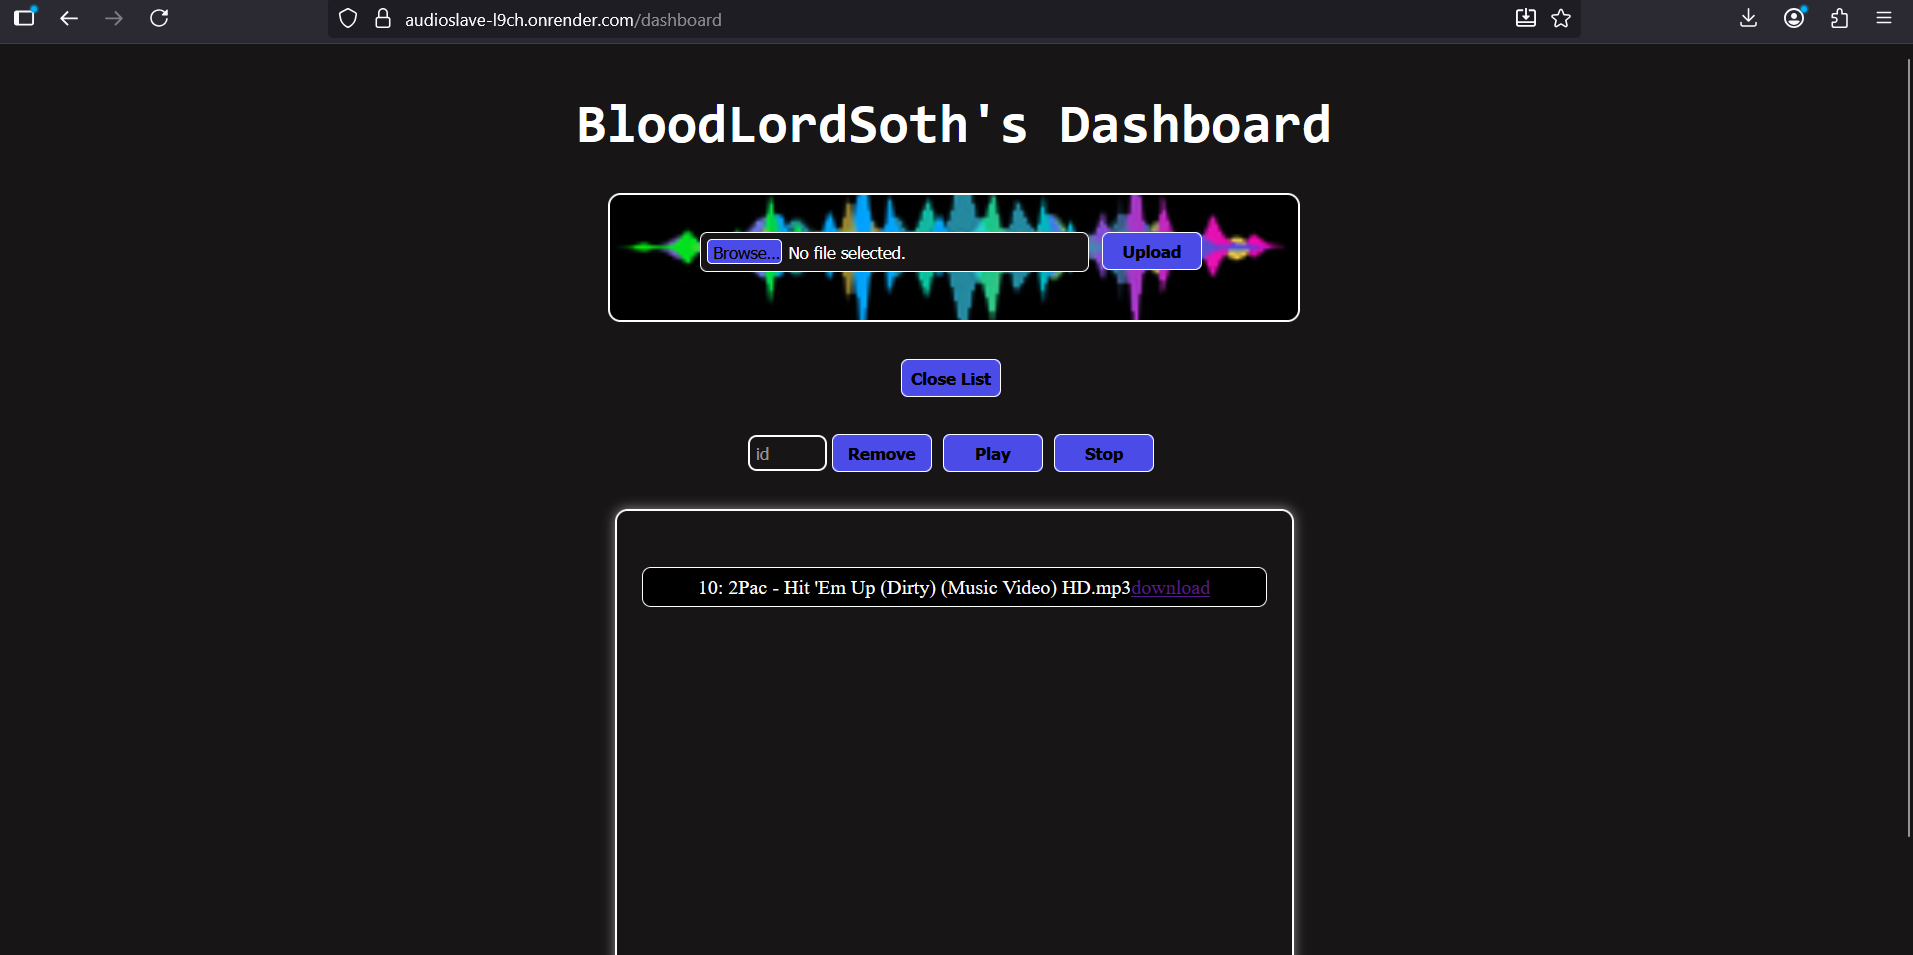 audioslave-l9ch.onrender.com/dashboard
BloodLordSoth's Dashboard
Browse... No file selected. Upload
Close List
id Remove Play Stop
10: 2Pac - Hit 'Em Up (Dirty) (Music Video) HD.mp3download